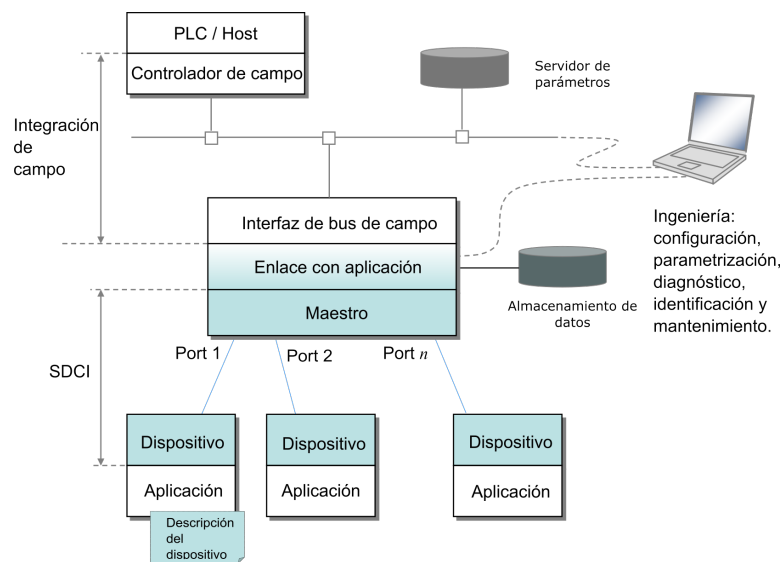 PLC / Host
Controlador de campo
Servidor de
parámetros
Integración
de
campo
Interfaz de bus de campo
Enlace con aplicación
Maestro
Ingeniería:
configuración,
parametrización,
diagnóstico,
identificación y
mantenimiento.
Almacenamiento de
datos
SDCI
Port 1
Port 2
Port n
Dispositivo
Aplicación
Dispositivo
Aplicación
Dispositivo
Aplicación
Descripción
del
dispositivo